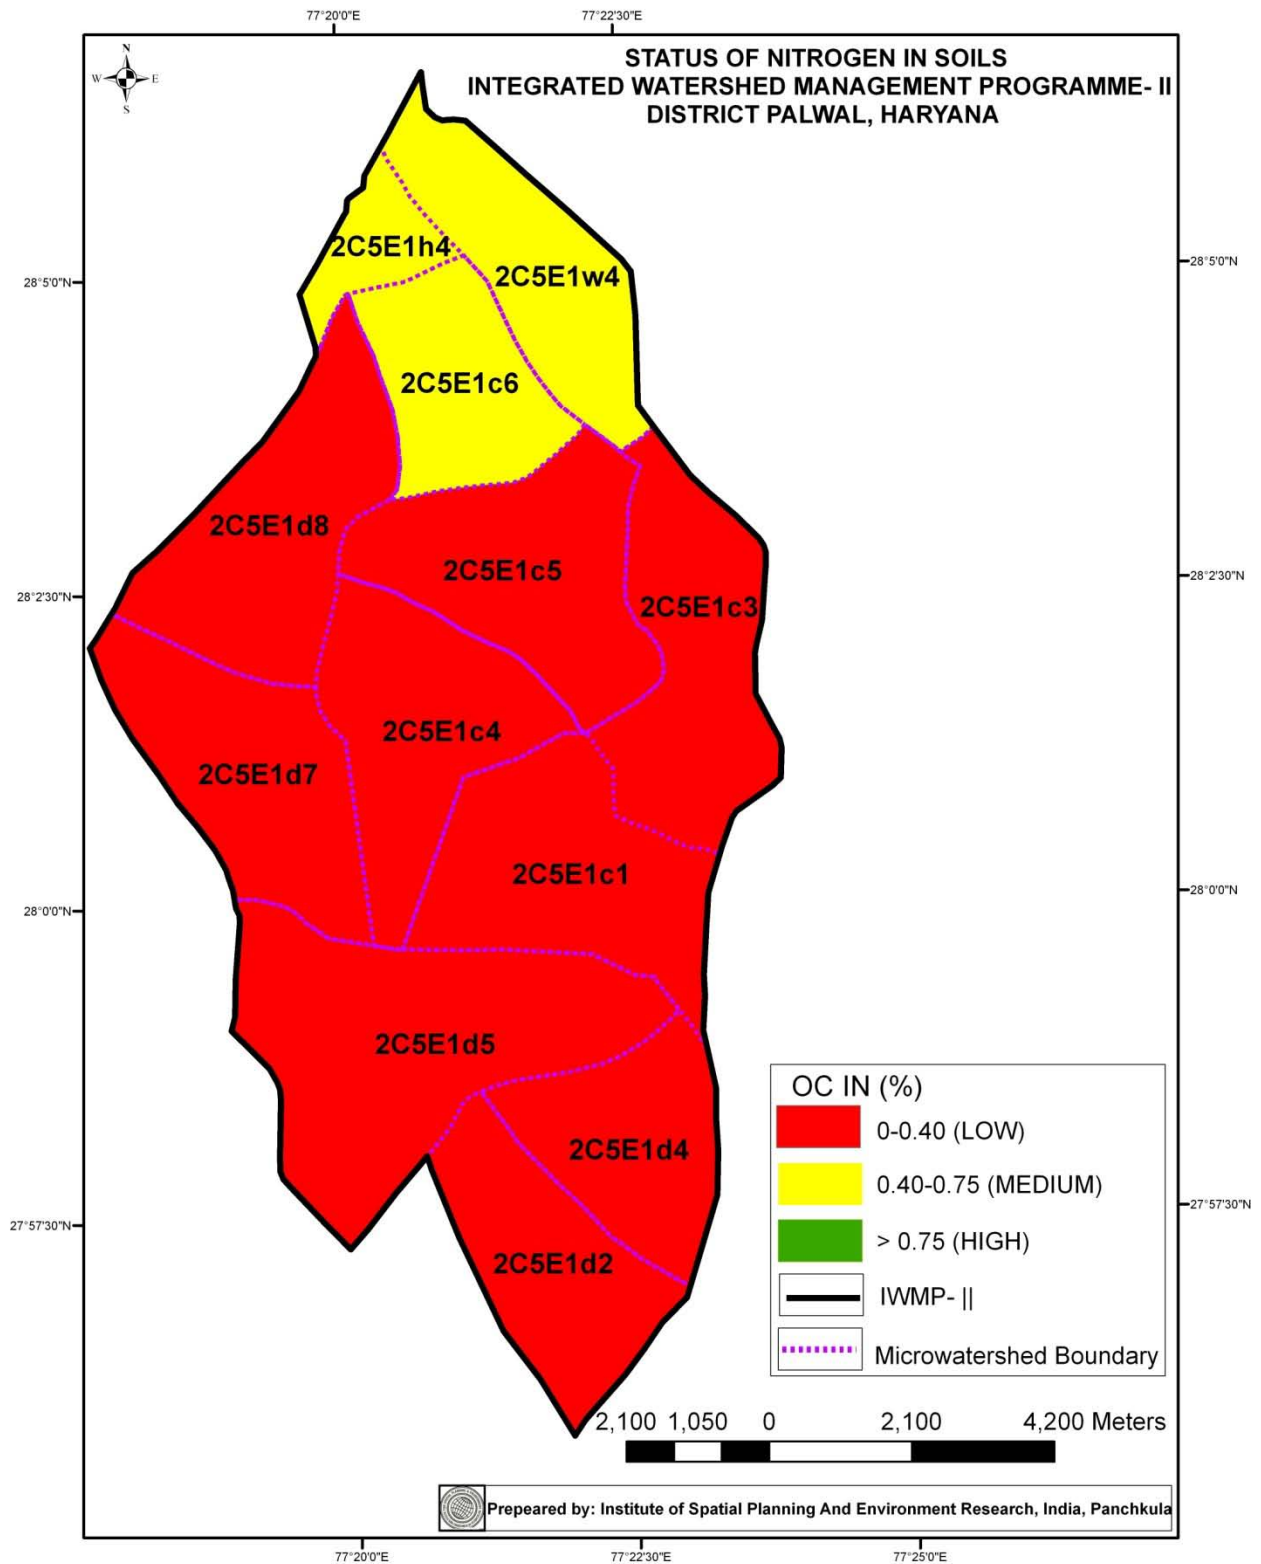 77°20'0"E
77°22'30"E
N
W E
S
STATUS OF NITROGEN IN SOILS
INTEGRATED WATERSHED MANAGEMENT PROGRAMME- II
DISTRICT PALWAL, HARYANA
2C5E1h4
2C5E1w4
28°5'0"N
28°5'0"N
2C5E1c6
2C5E1d8
2C5E1c5
28°2'30"N
28°2'30"N
2C5E1c3
2C5E1c4
2C5E1d7
2C5E1c1
28°0'0"N
28°0'0"N
2C5E1d5
2C5E1d4
27°57'30"N
27°57'30"N
2C5E1d2
OC IN (%)
0-0.40 (LOW)
0.40-0.75 (MEDIUM)
> 0.75 (HIGH)
IWMP- ||
Microwatershed Boundary
2,100 1,050 0 2,100 4,200 Meters
Prepeared by: Institute of Spatial Planning And Environment Research, India, Panchkula
77°20'0"E
77°22'30"E
77°25'0"E